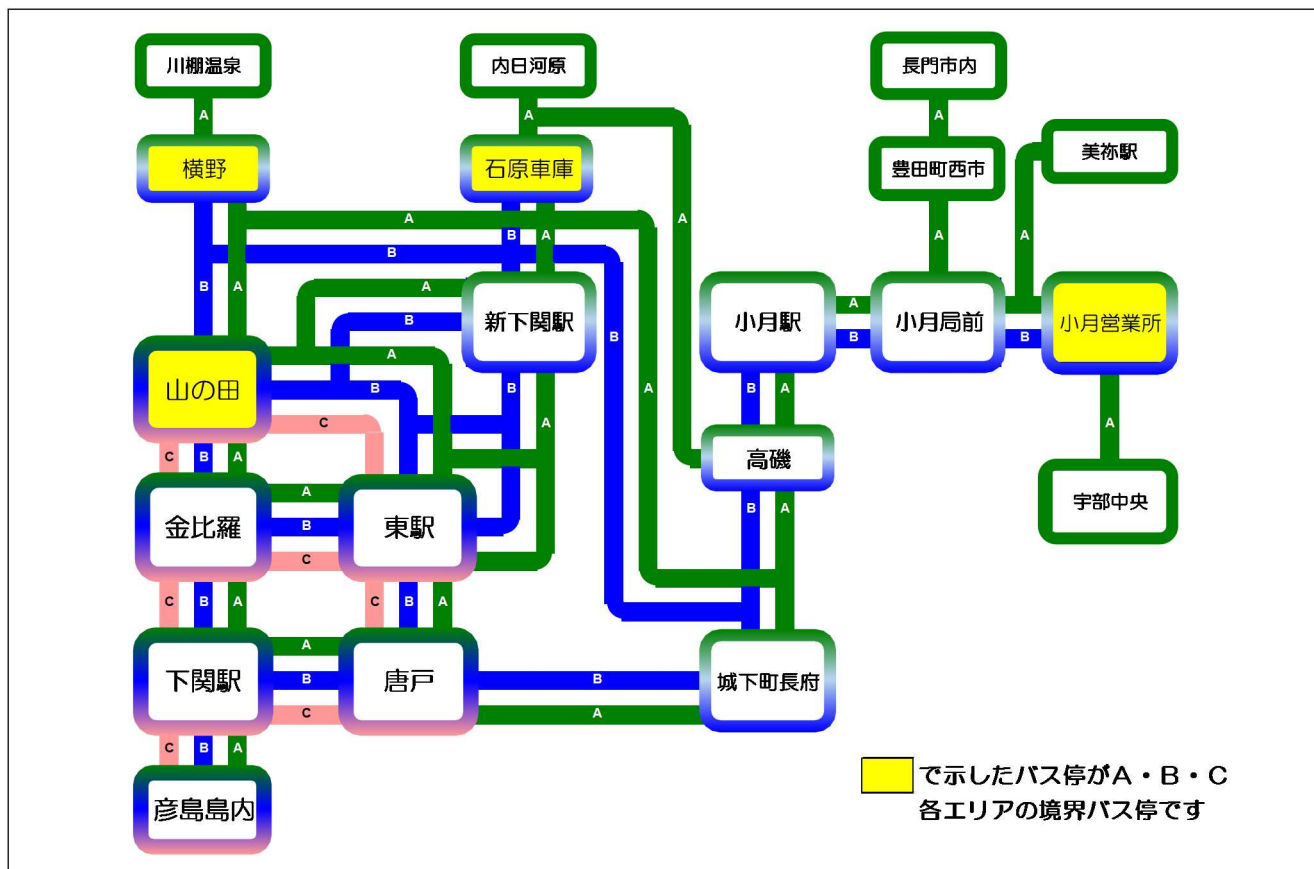 川棚温泉
内日河原
長門市内
A
A
A
美祢駅
横野
石原車庫
豊田町西市
A
B
A
A
A
B
B
A
A
B
新下関駅
小月駅
小月局前
小月営業所
A
B
A
B
B
B
山の田
A
B
B
A
A
C
C
B
A
A
B
A
高磯
A
宇部中央
金比羅
A
B
C
東駅
B
A
C
B
A
C
B
A
下関駅
A
B
C
唐戸
B
A
城下町長府
C
B
A
彦島島内
で示したバス停がA・B・C
各エリアの境界バス停です